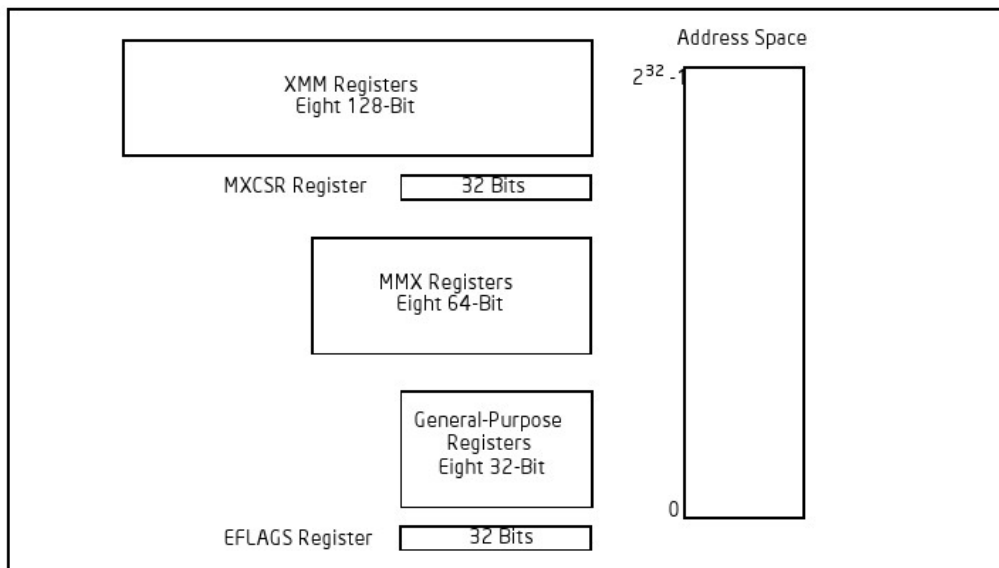 Address Space
2³² -1
XMM Registers
Eight 128-Bit
MXCSR Register
32 Bits
MMX Registers
Eight 64-Bit
General-Purpose
Registers
Eight 32-Bit
0
EFLAGS Register
32 Bits